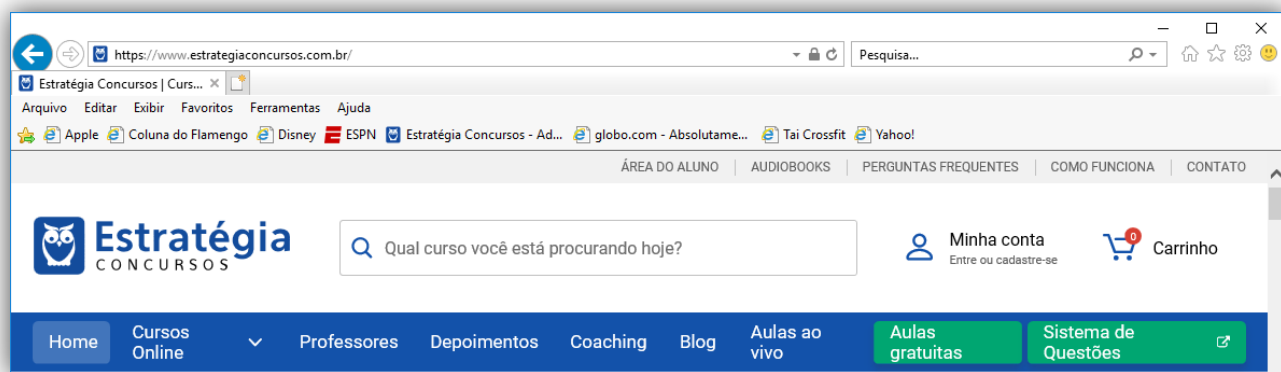 https://www.estrategiaconcursos.com.br/ Pesquisa...
Estratégia Concursos | Curs...
Arquivo Editar Exibir Favoritos Ferramentas Ajuda
Apple Coluna do Flamengo Disney ESPN Estratégia Concursos - Ad... globo.com - Absolutame... Tai Crossfit Yahoo!
ÁREA DO ALUNO | AUDIOBOOKS | PERGUNTAS FREQUENTES | COMO FUNCIONA | CONTATO
Estratégia
CONCURSOS
Qual curso você está procurando hoje?
Minha conta
Entre ou cadastre-se
0
Carrinho
Home
Cursos
Online
Professores
Depoimentos
Coaching
Blog
Aulas ao
vivo
Aulas
gratuitas
Sistema de
Questões